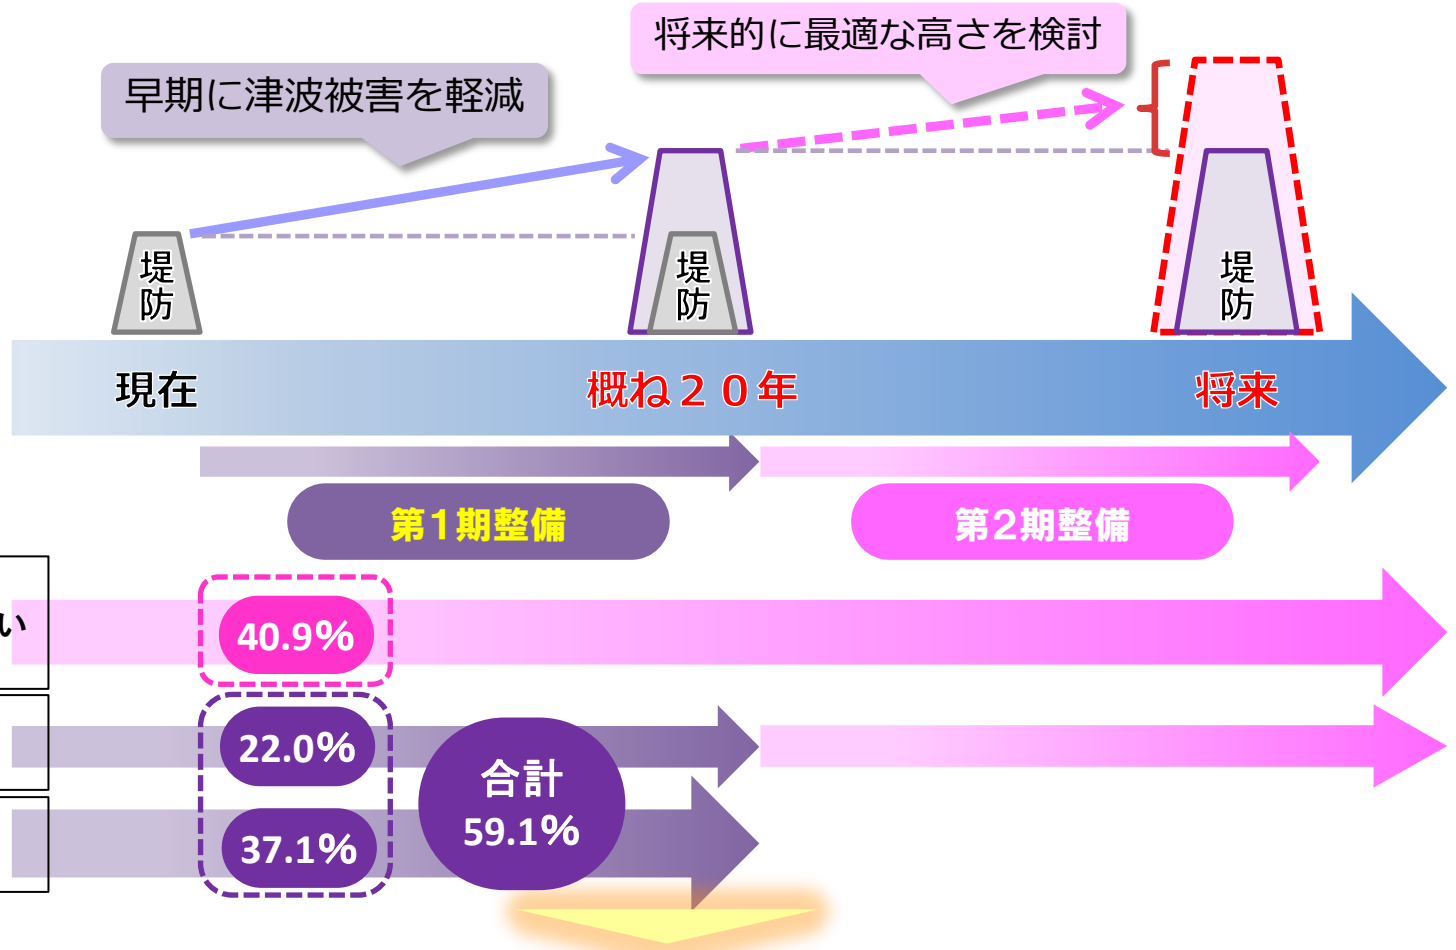 将来的に最適な高さを検討
早期に津波被害を軽減
堤防
堤防
堤防
現在
概ね２０年
将来
第1期整備
第2期整備
い
40.9%
22.0%
37.1%
合計
59.1%